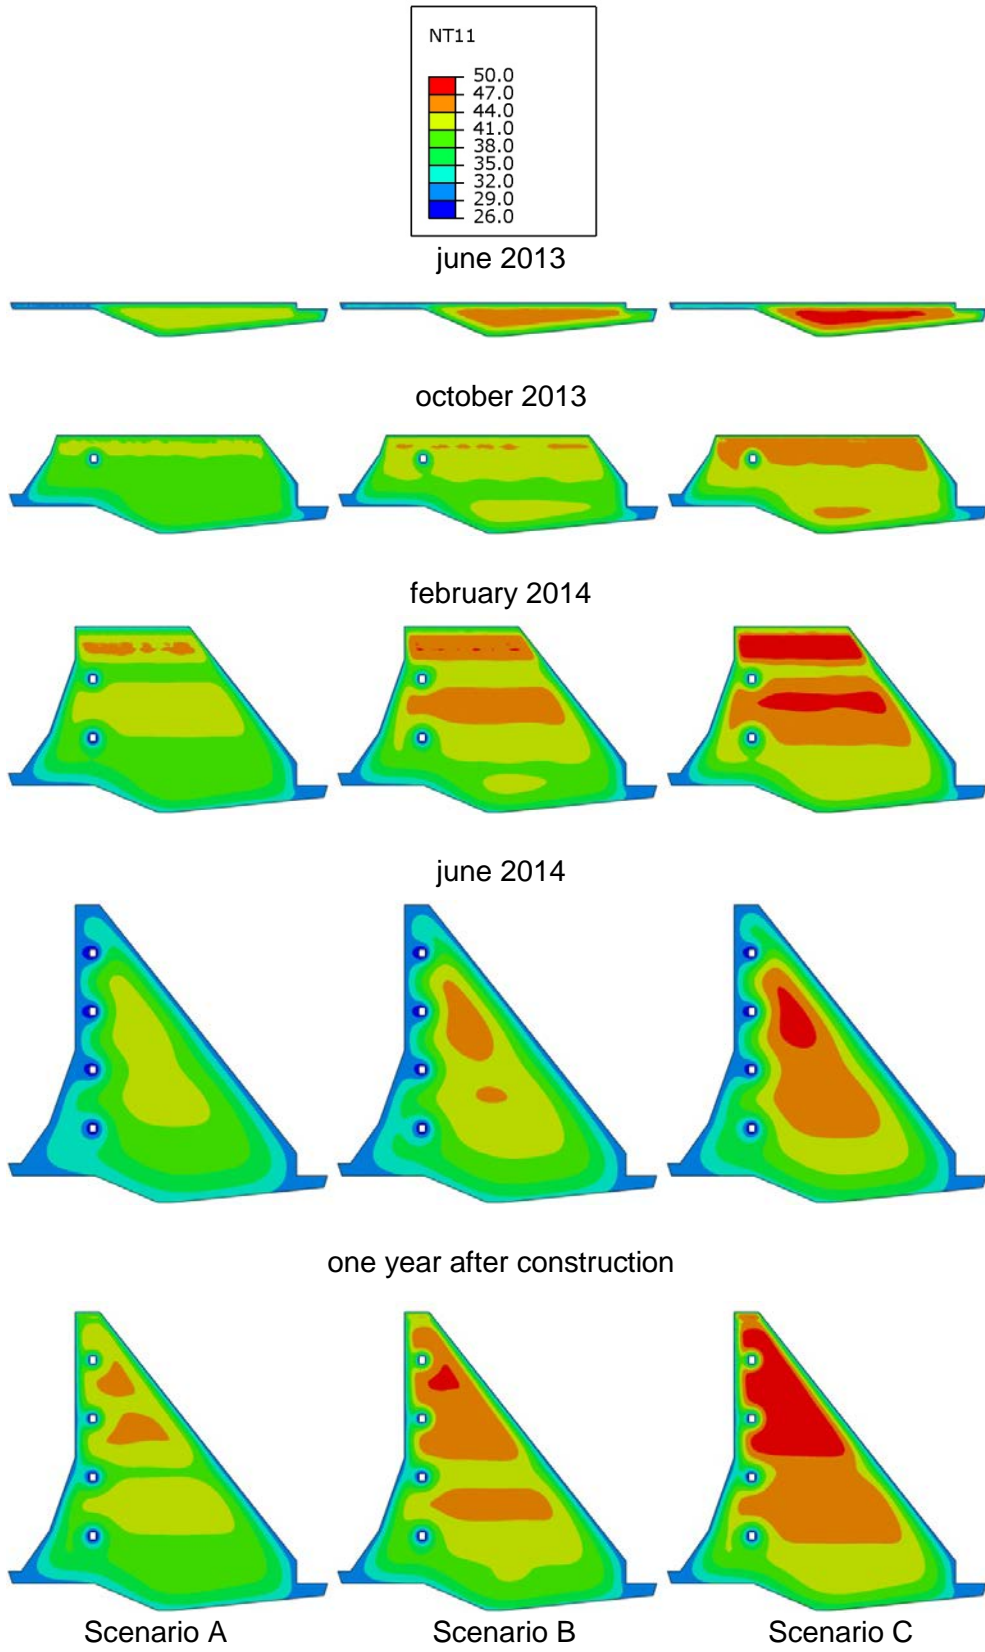 NT11
50.0
47.0
44.0
41.0
38.0
35.0
32.0
29.0
26.0
june 2013
october 2013
february 2014
june 2014
one year after construction
Scenario A Scenario B Scenario C